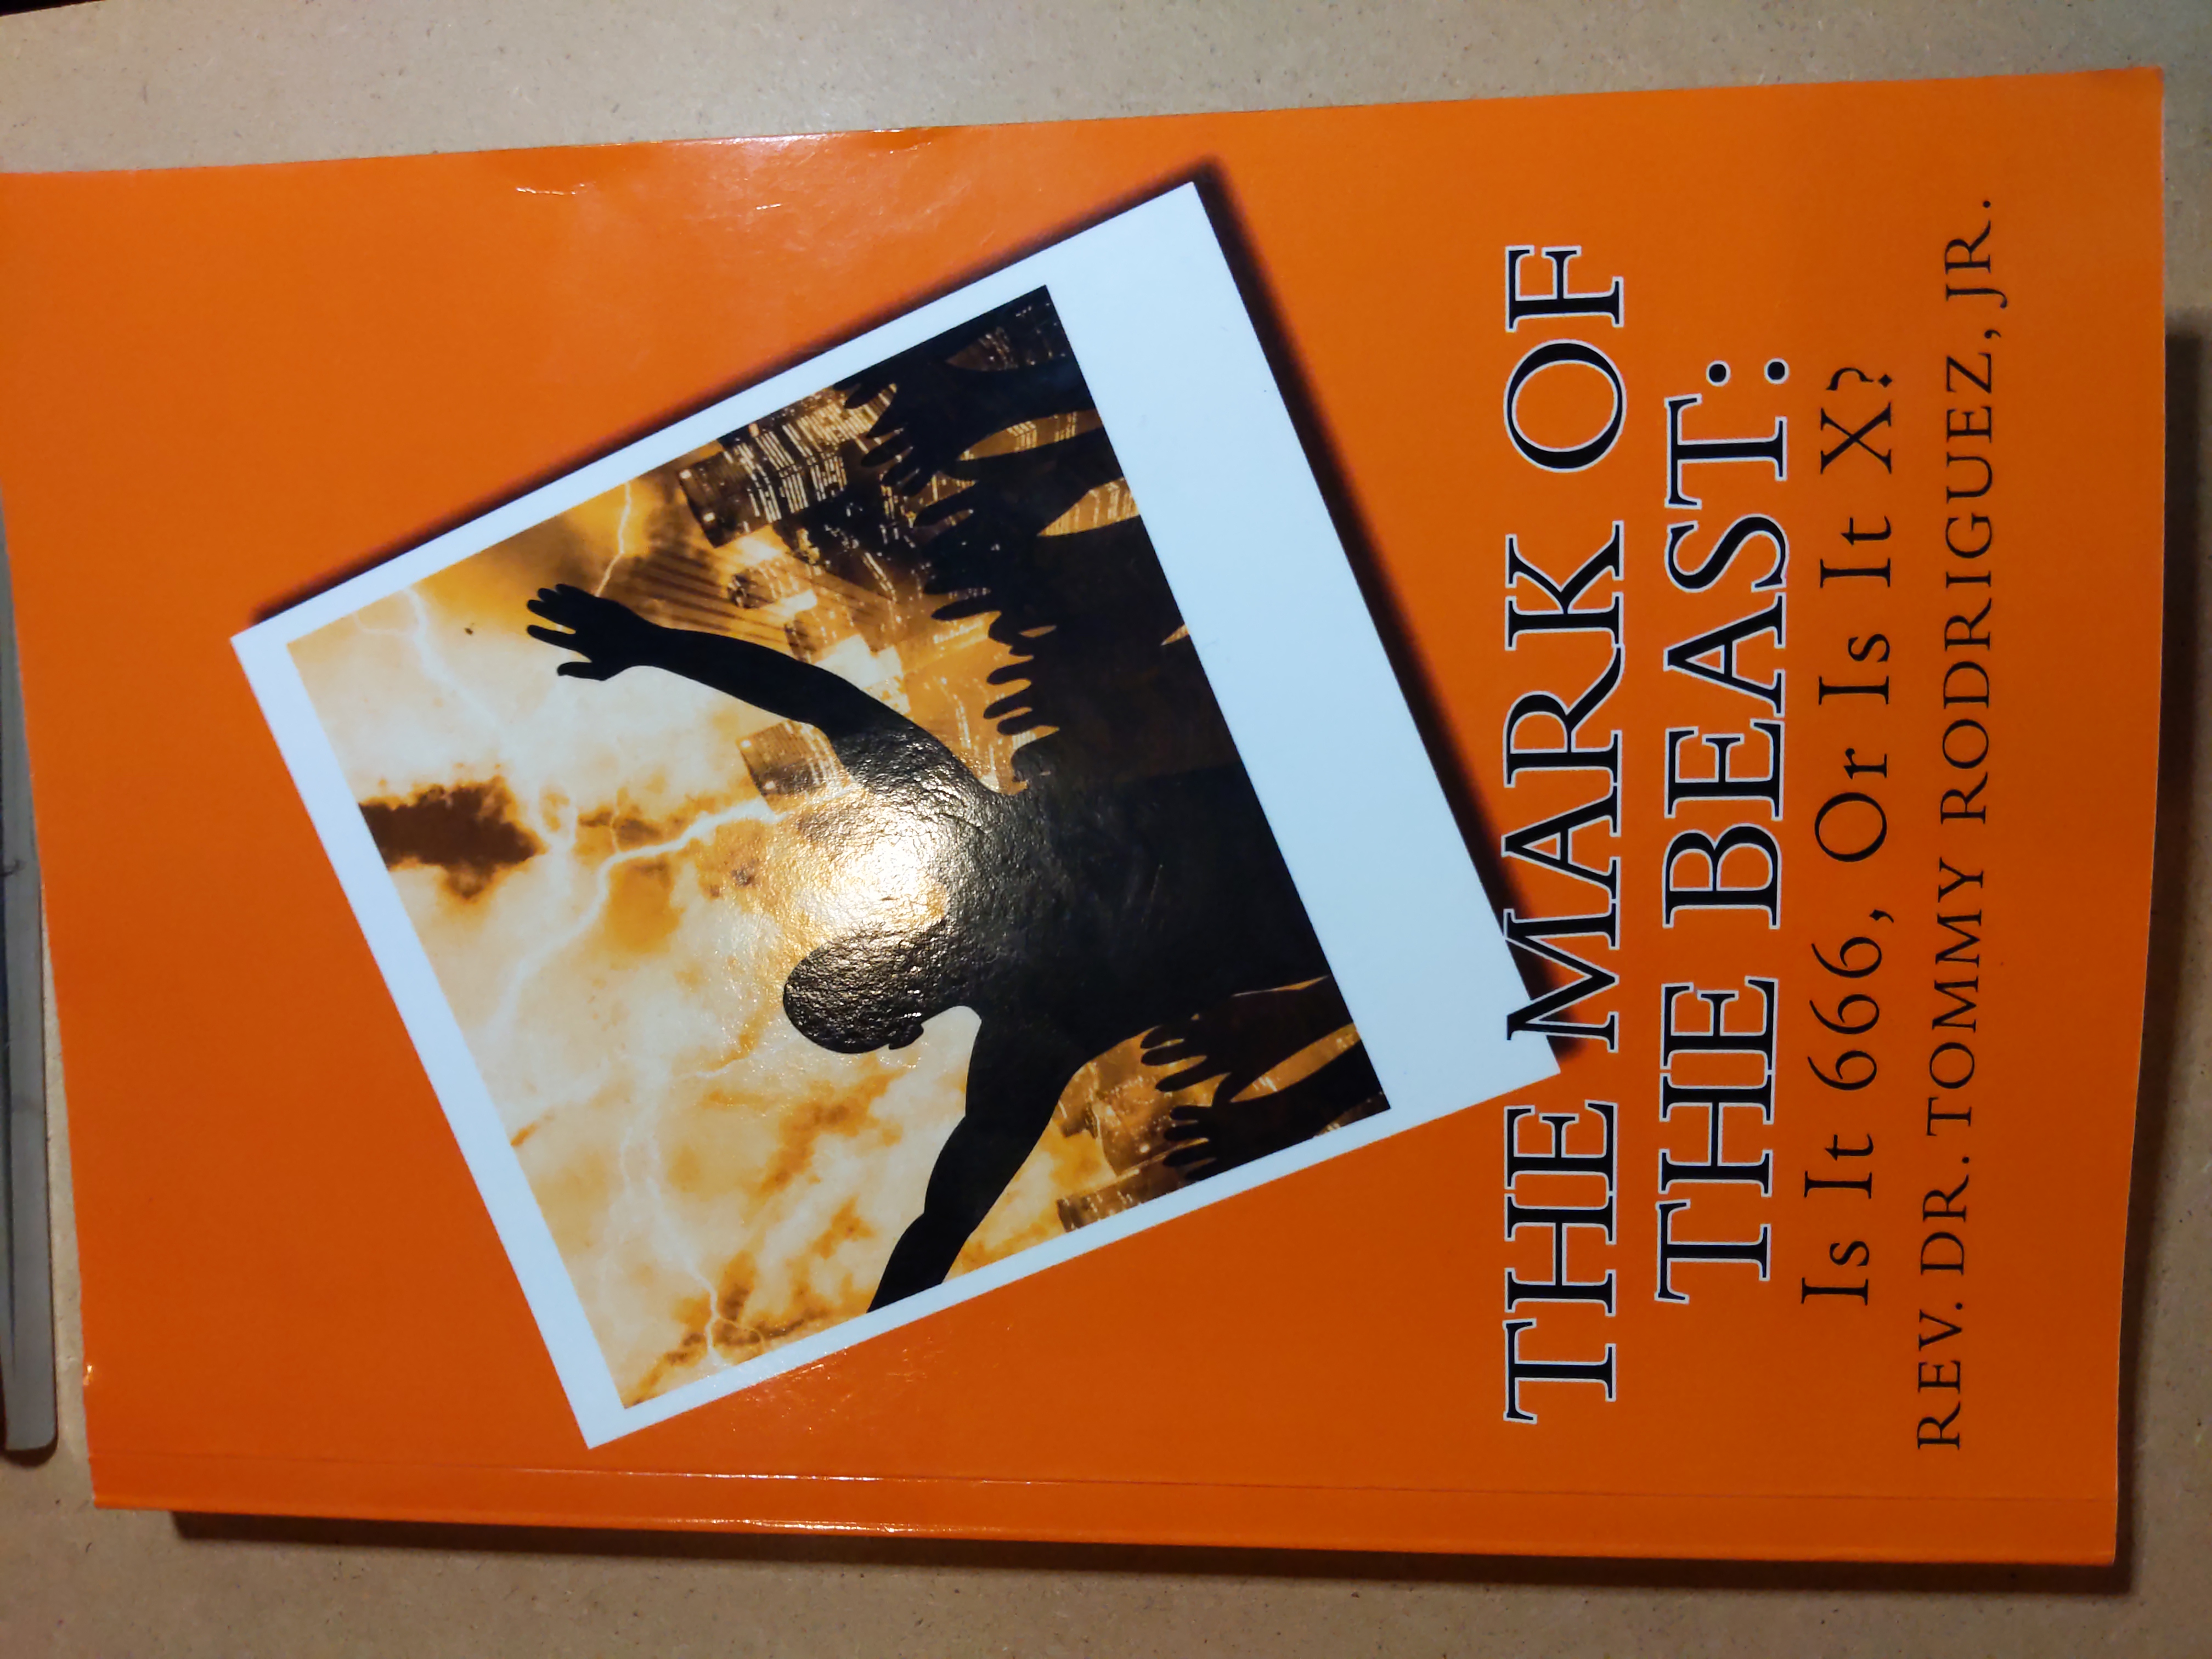 THE MARK OF
THE BEAST:
Is It 666, Or Is It X?
REV. DR. TOMMY RODRIGUEZ, JR.